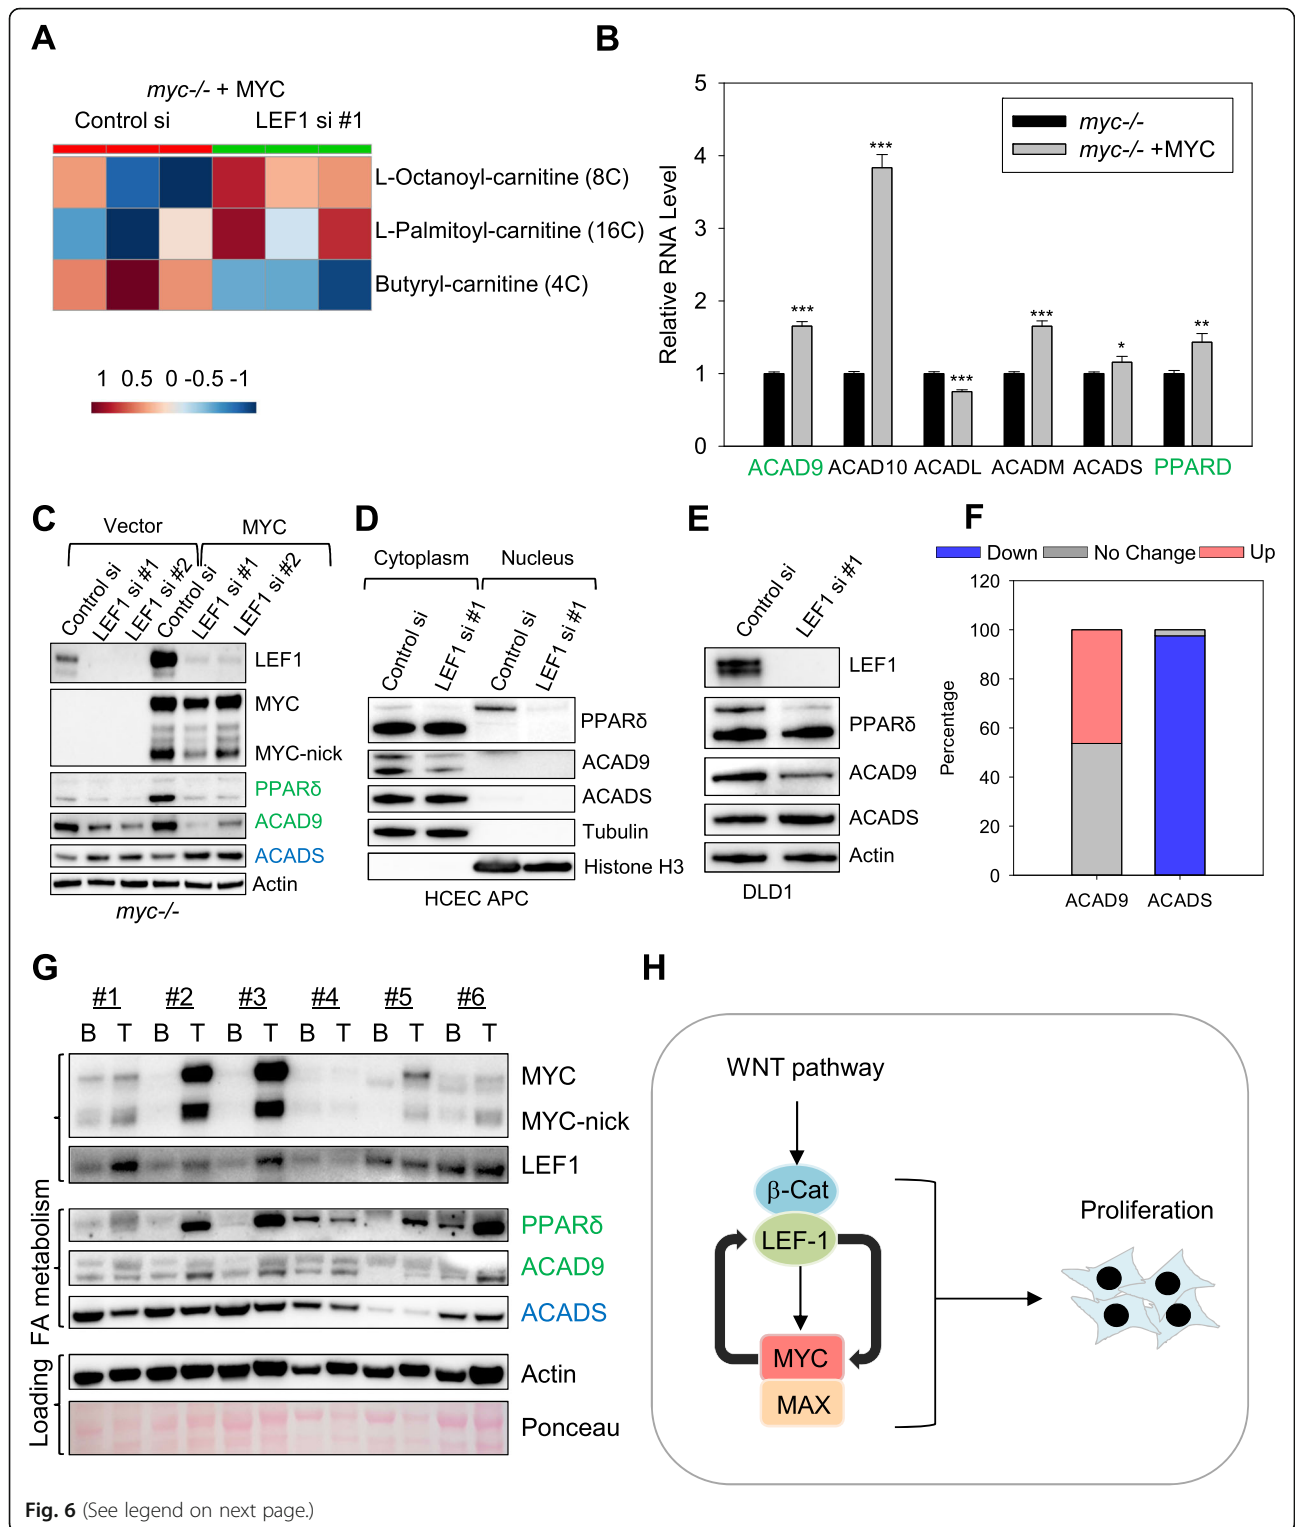 A
myc-/- + MYC
Control si LEF1 si #1
L-Octanoyl-carnitine (8C)
L-Palmitoyl-carnitine (16C)
Butyryl-carnitine (4C)
1 0.5 0 -0.5 -1
B
Relative RNA Level
5
4
3
2
1
0
myc-/-
myc-/- +MYC
*** *** *** *** * **
ACAD9 ACAD10 ACADL ACADM ACADS PPARD
C
Vector MYC
Control si LEF1 si #1 LEF1 si #2 Control si LEF1 si #1 LEF1 si #2
LEF1
MYC
MYC-nick
PPARδ
ACAD9
ACADS
Actin
myc-/-
D
Cytoplasm Nucleus
Control si LEF1 si #1 Control si LEF1 si #1
PPARδ
ACAD9
ACADS
Tubulin
Histone H3
HCEC APC
E
Control si LEF1 si #1
LEF1
PPARδ
ACAD9
ACADS
Actin
DLD1
F
Down No Change Up
Percentage
120
100
80
60
40
20
0
ACAD9 ACADS
G
#1 #2 #3 #4 #5 #6
B T B T B T B T B T B T
MYC
MYC-nick
LEF1
FA metabolism
PPARδ
ACAD9
ACADS
Loading
Actin
Ponceau
H
WNT pathway
β-Cat
LEF-1
MYC
MAX
Proliferation
Fig. 6 (See legend on next page.)